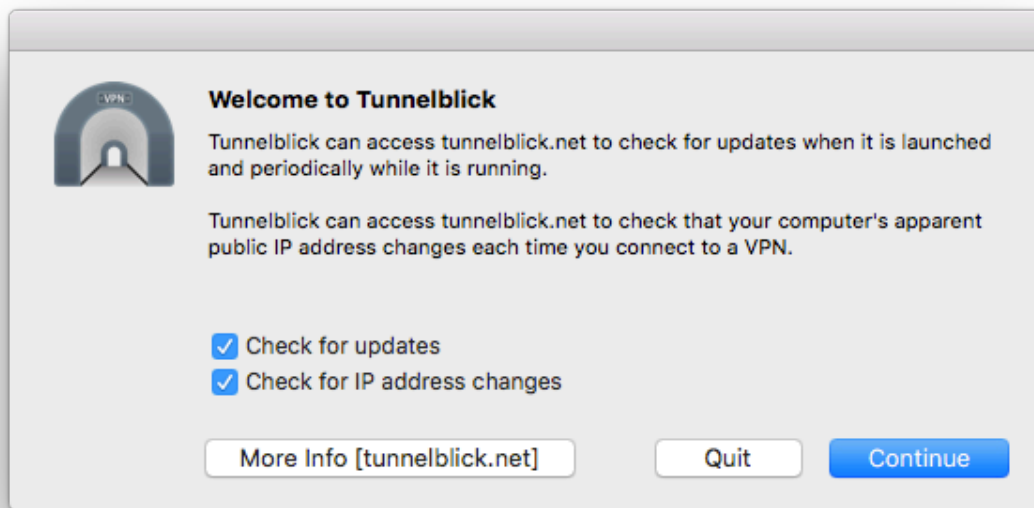 VPN
Welcome to Tunnelblick
Tunnelblick can access tunnelblick.net to check for updates when it is launched
and periodically while it is running.
Tunnelblick can access tunnelblick.net to check that your computer's apparent
public IP address changes each time you connect to a VPN.
Check for updates
Check for IP address changes
More Info [tunnelblick.net]
Quit
Continue